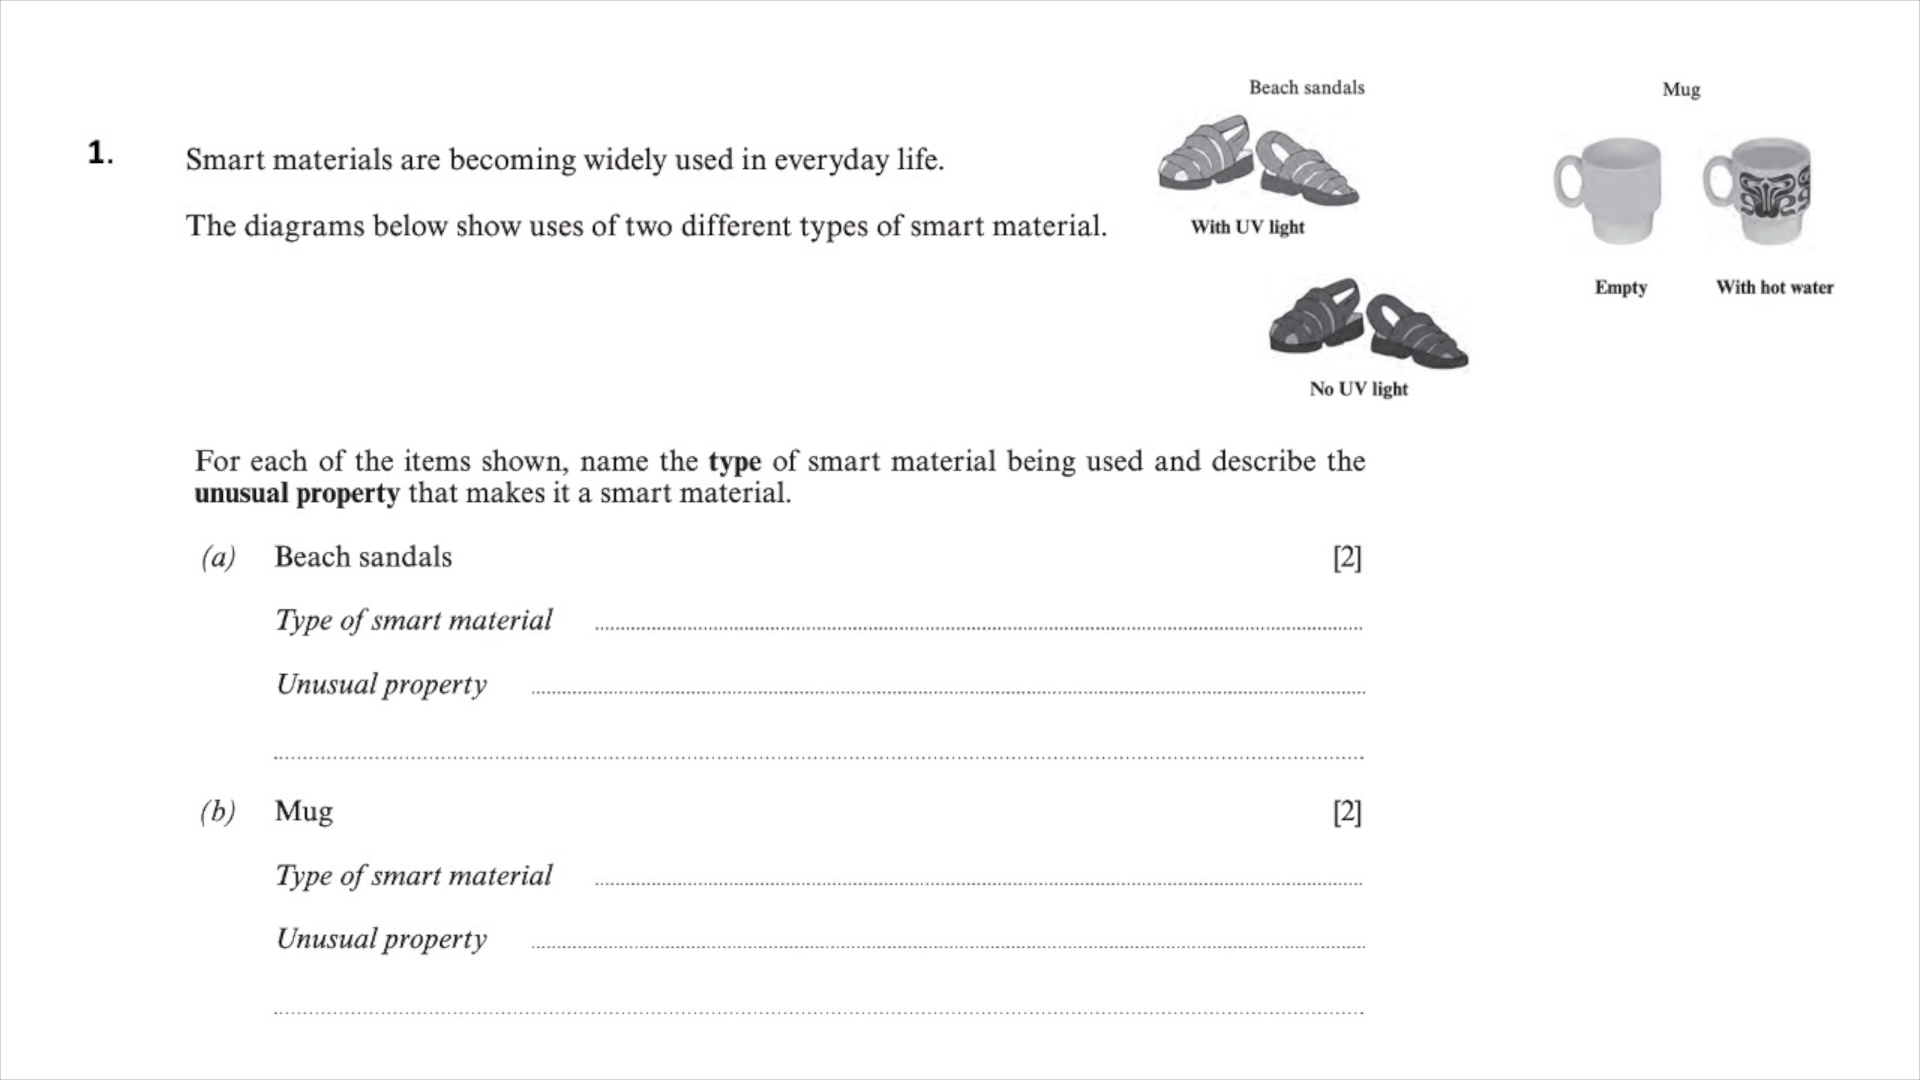 1.
Smart materials are becoming widely used in everyday life.
The diagrams below show uses of two different types of smart material.
Beach sandals
With UV light
No UV light
Mug
Empty
With hot water
For each of the items shown, name the type of smart material being used and describe the
unusual property that makes it a smart material.
(a) Beach sandals [2]
Type of smart material
Unusual property
(b) Mug [2]
Type of smart material
Unusual property